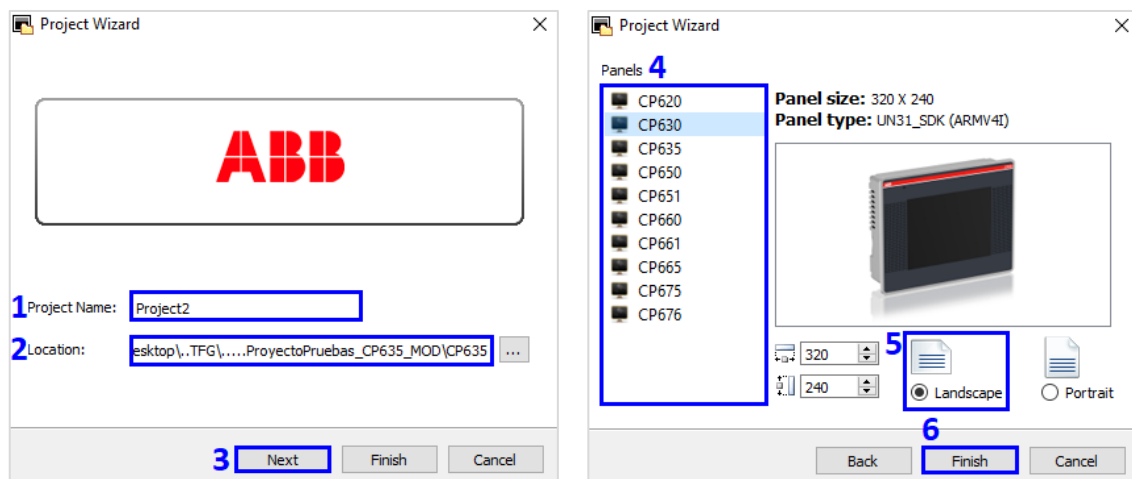 Project Wizard
ABB
1 Project Name: Project2
2 Location: esktop\..TFG\.....ProyectoPruebas_CP635_MOD\CP635 ...
3 Next Finish Cancel
Project Wizard
Panels 4
CP620
CP630
CP635
CP650
CP651
CP660
CP661
CP665
CP675
CP676
Panel size: 320 X 240
Panel type: UN31_SDK (ARMV4I)
ABB
320
240
5
Landscape
Portrait
6
Back Finish Cancel